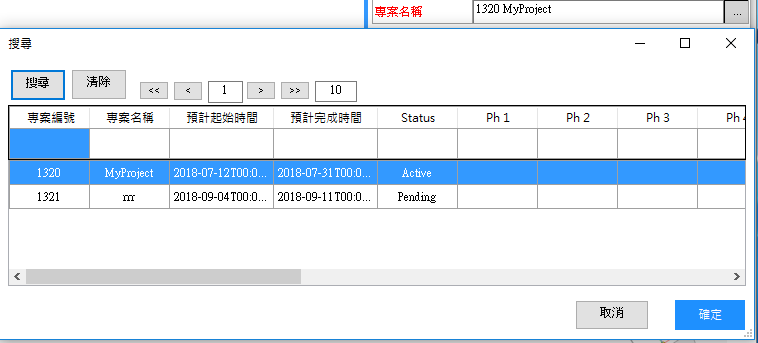 專案名稱 1320 MyProject ...
搜尋
搜尋 清除 << < 1 > >> 10
專案編號 專案名稱 預計起始時間 預計完成時間 Status Ph 1 Ph 2 Ph 3 Ph 4
1320 MyProject 2018-07-12T00:0... 2018-07-31T00:0... Active
1321 rrr 2018-09-04T00:0... 2018-09-11T00:0... Pending
取消 確定